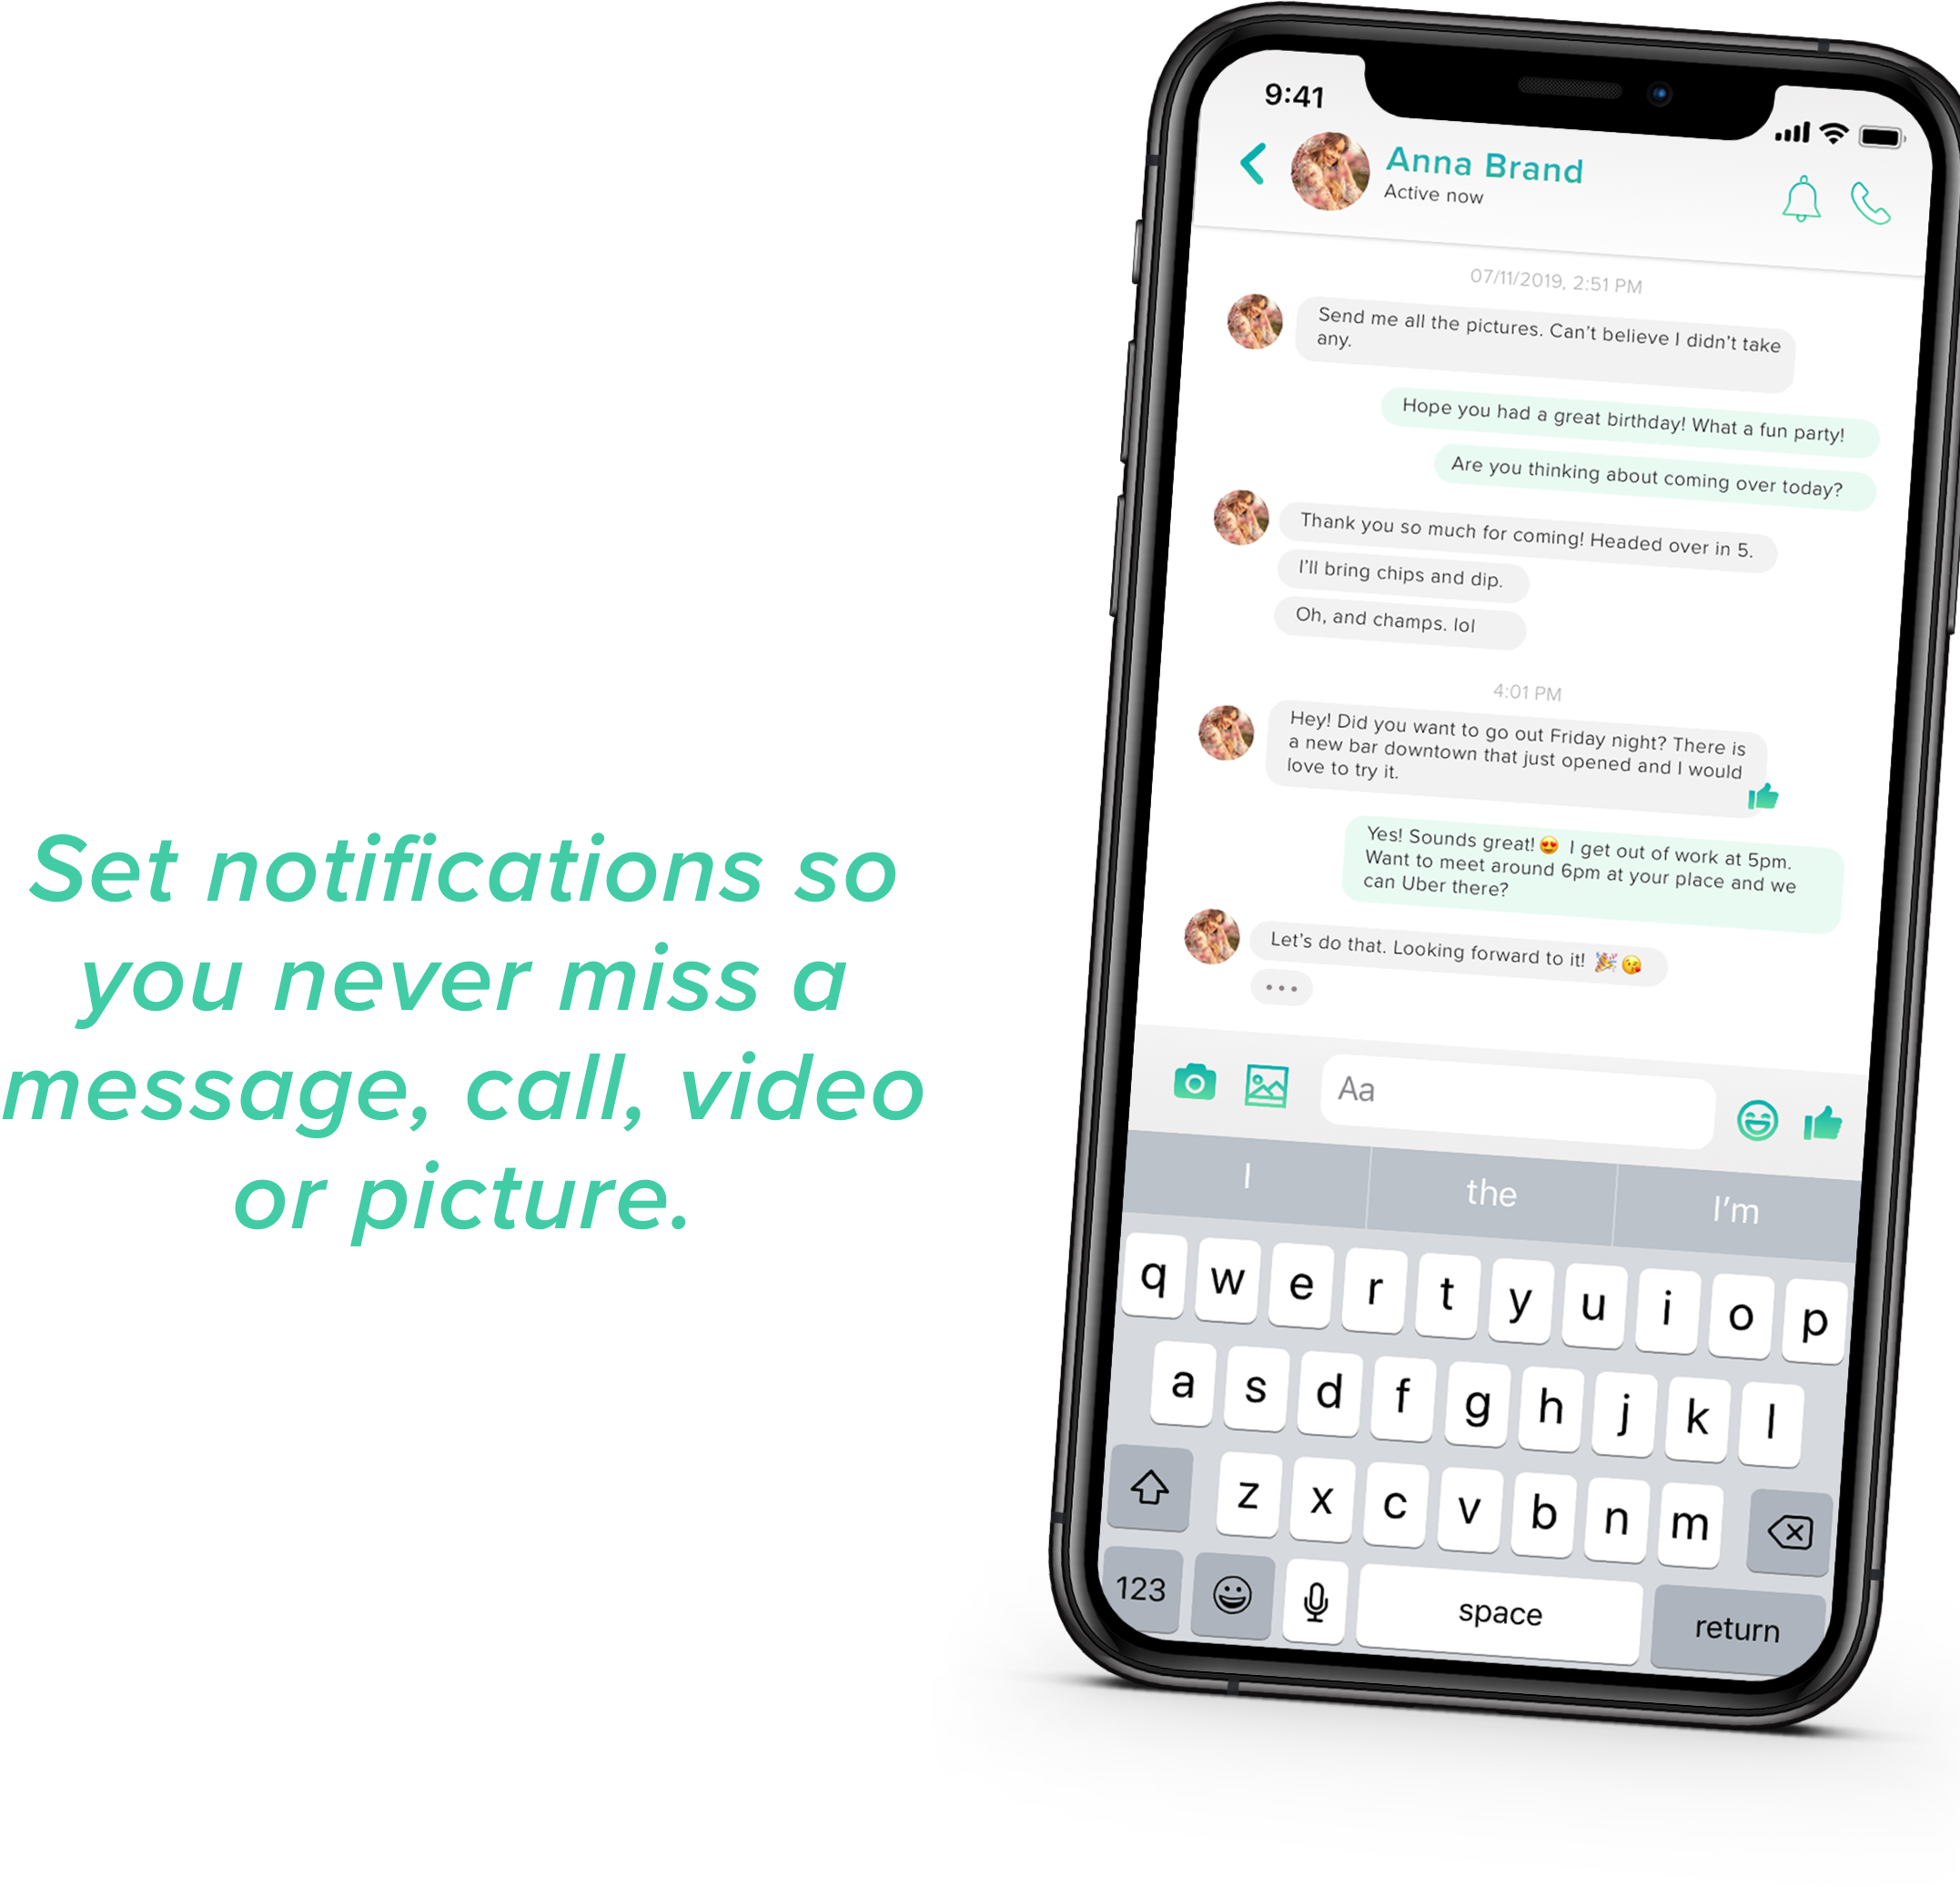 Set notifications so
you never miss a
message, call, video
or picture.
9:41
Anna Brand
Active now
07/11/2019, 2:51 PM
Send me all the pictures. Can't believe I didn't take
any.
Hope you had a great birthday! What a fun party!
Are you thinking about coming over today?
Thank you so much for coming! Headed over in 5.
I'll bring chips and dip.
Oh, and champs. lol
4:01 PM
Hey! Did you want to go out Friday night? There is
a new bar downtown that just opened and I would
love to try it.
Yes! Sounds great!😍 I get out of work at 5pm.
Want to meet around 6pm at your place and we
can Uber there?
Let's do that. Looking forward to it! 🎉😘
•••
Aa
I the I'm
q w e r t y u i o p
a s d f g h j k l
z x c v b n m
123 space return